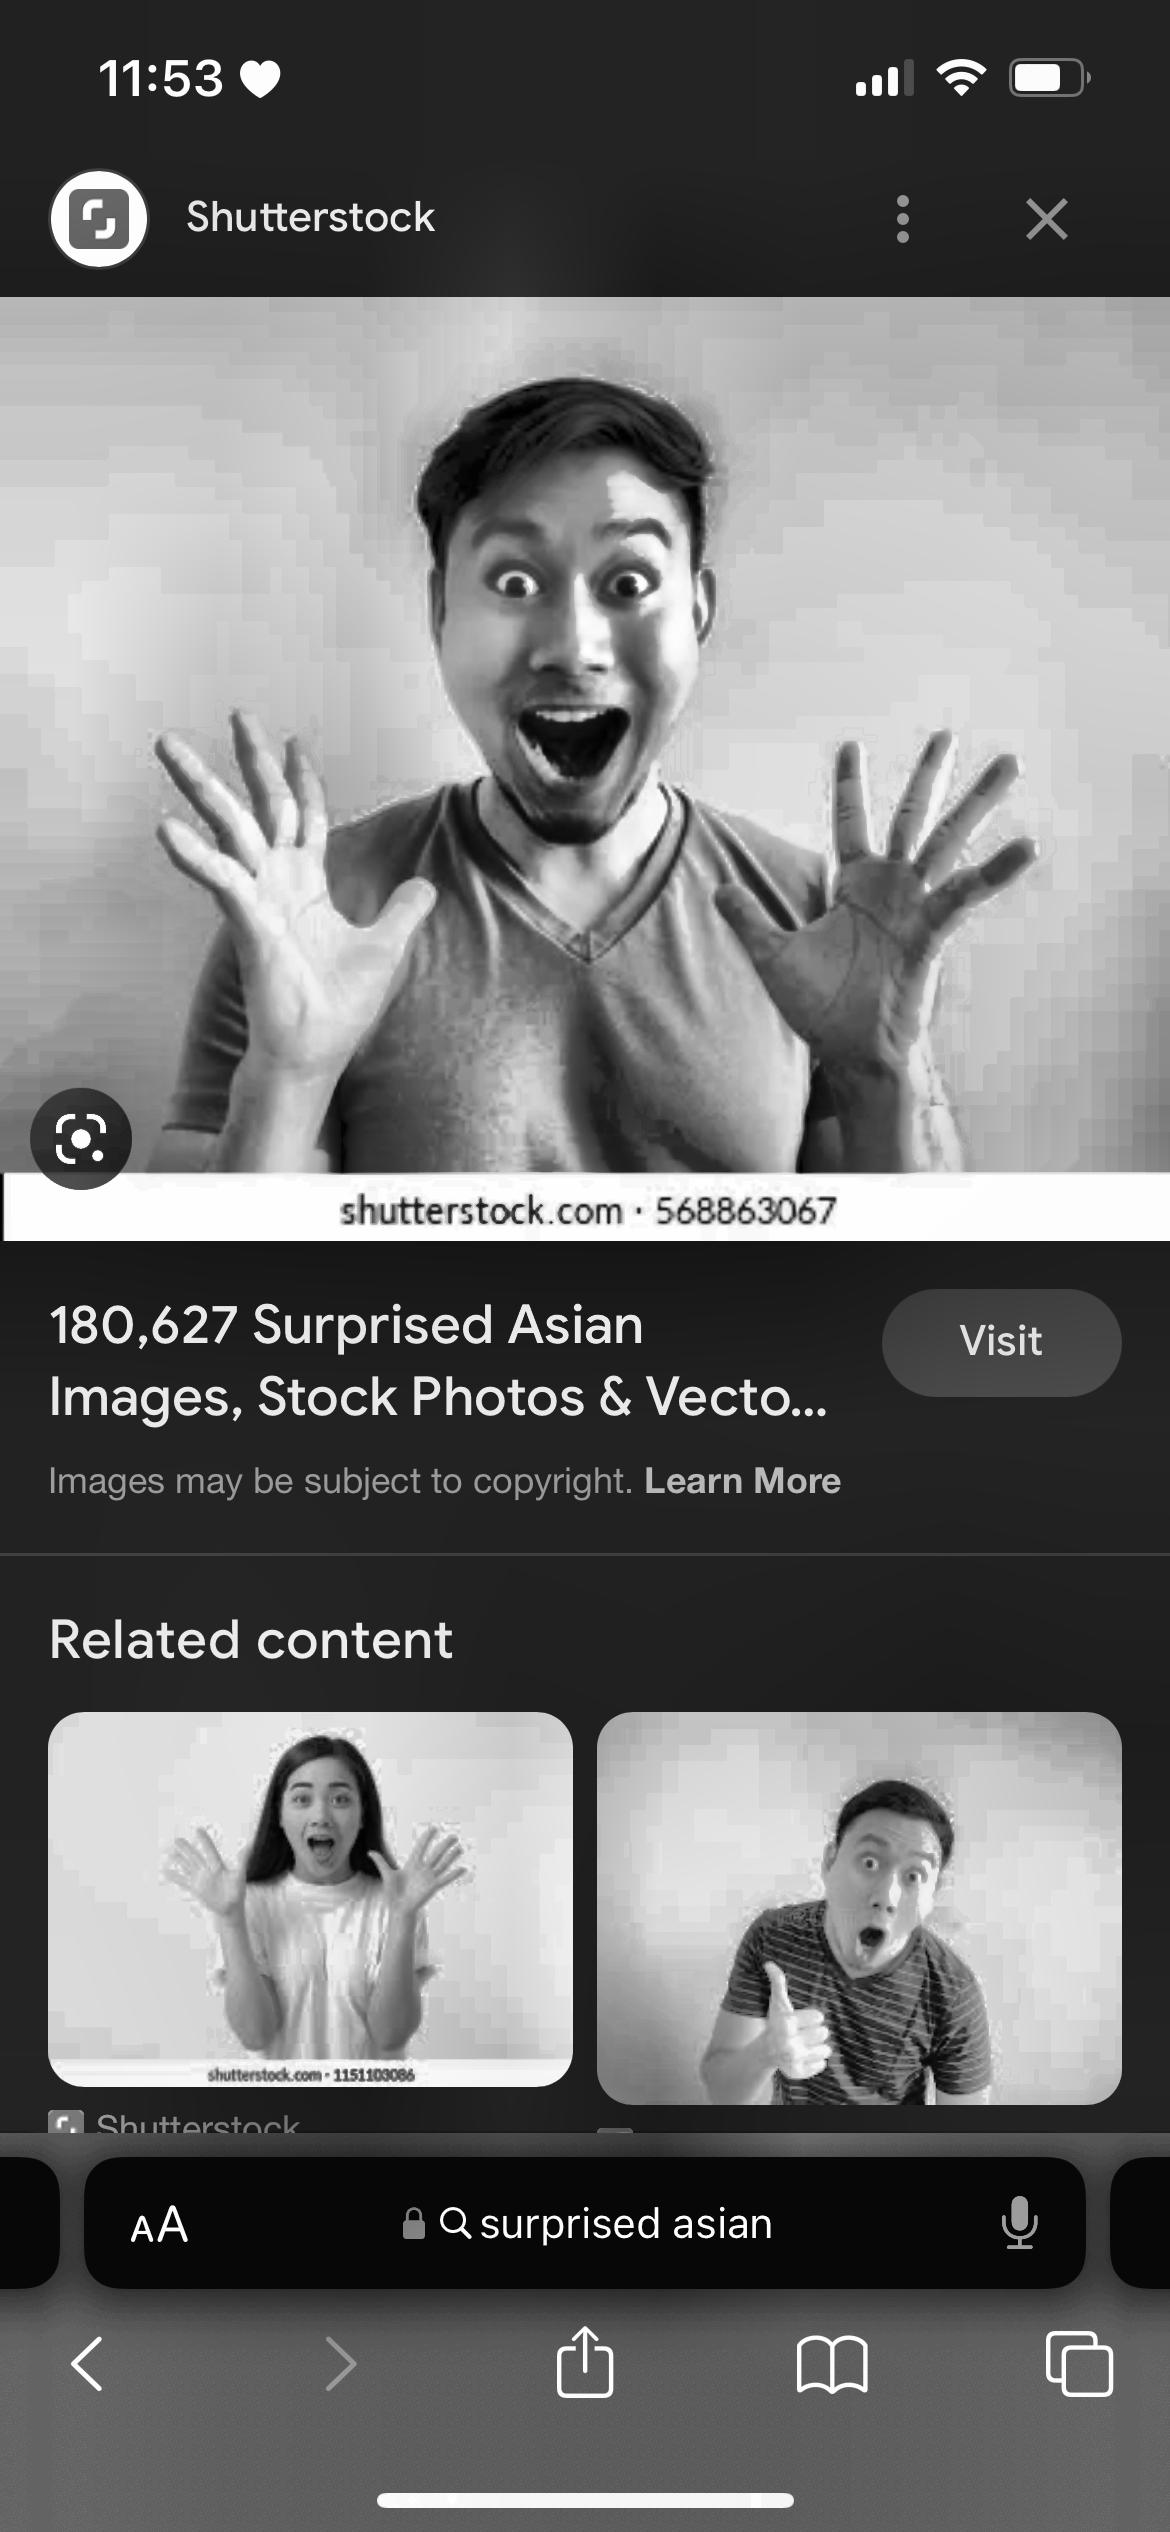 11:53
Shutterstock
shutterstock.com · 568863067
180,627 Surprised Asian
Images, Stock Photos & Vecto...
Visit
Images may be subject to copyright. Learn More
Related content
shutterstock.com · 1151103086
Shutterstock
AA
surprised asian